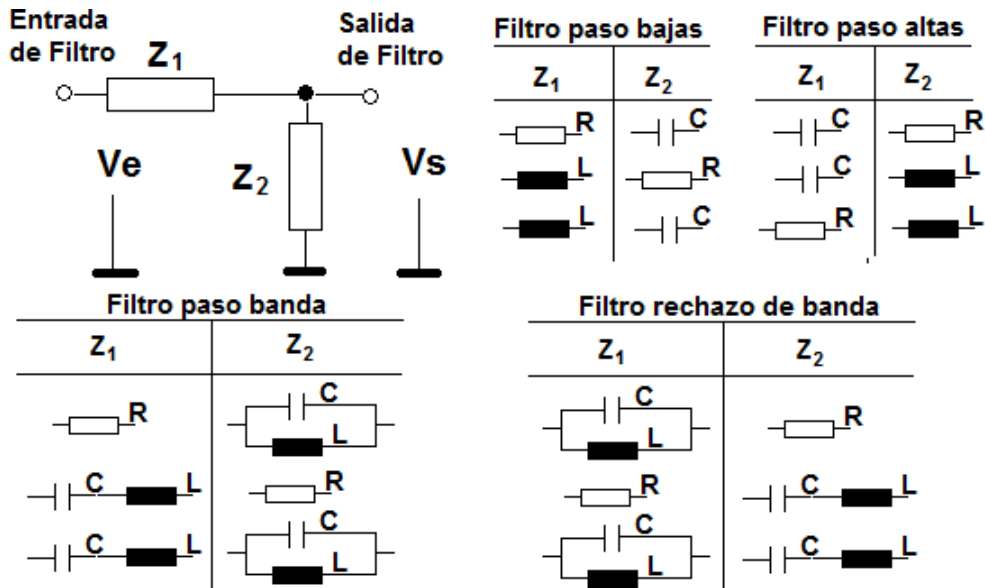 Entrada
de Filtro
Salida
de Filtro
Z1
Z2
Ve
Vs
Filtro paso bajas
Z1 Z2
R C
L R
L C
Filtro paso altas
Z1 Z2
C R
C L
R L
Filtro paso banda
Z1 Z2
R C
L
C L R
C L C
L
Filtro rechazo de banda
Z1 Z2
C
L R
R C L
C
L C L